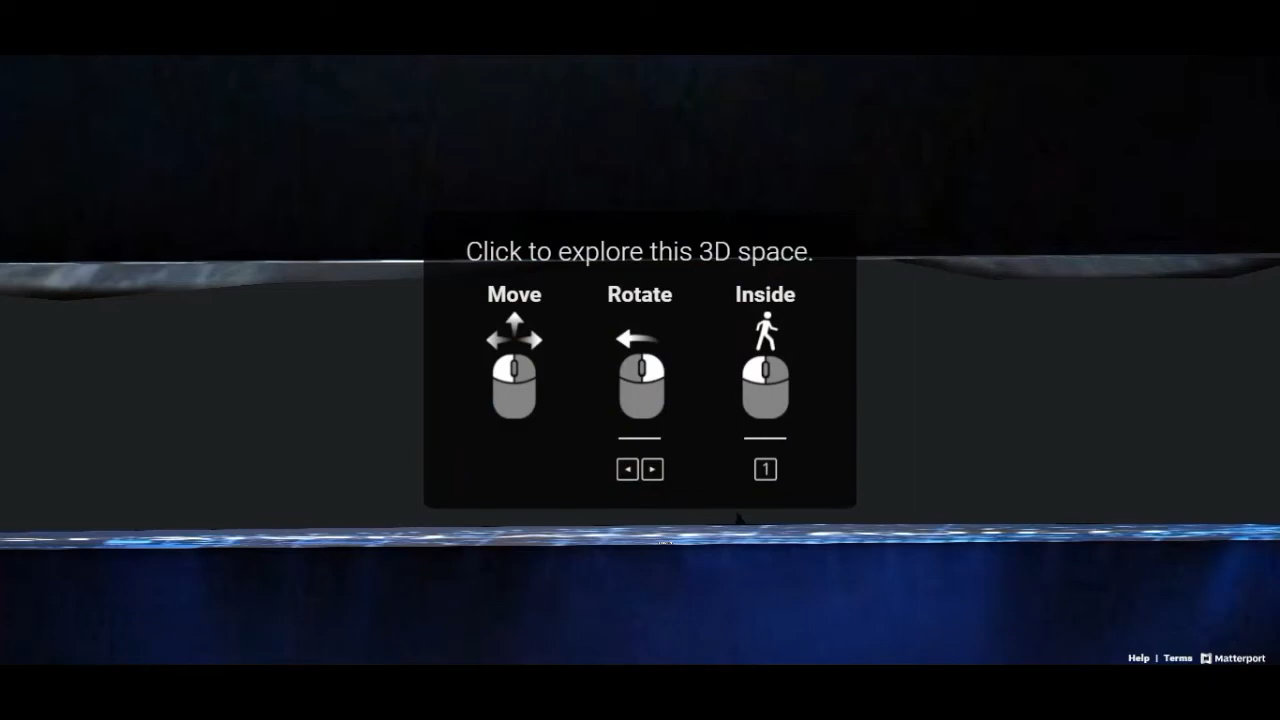 Click to explore this 3D space.
Move Rotate Inside
1
Help | Terms Matterport